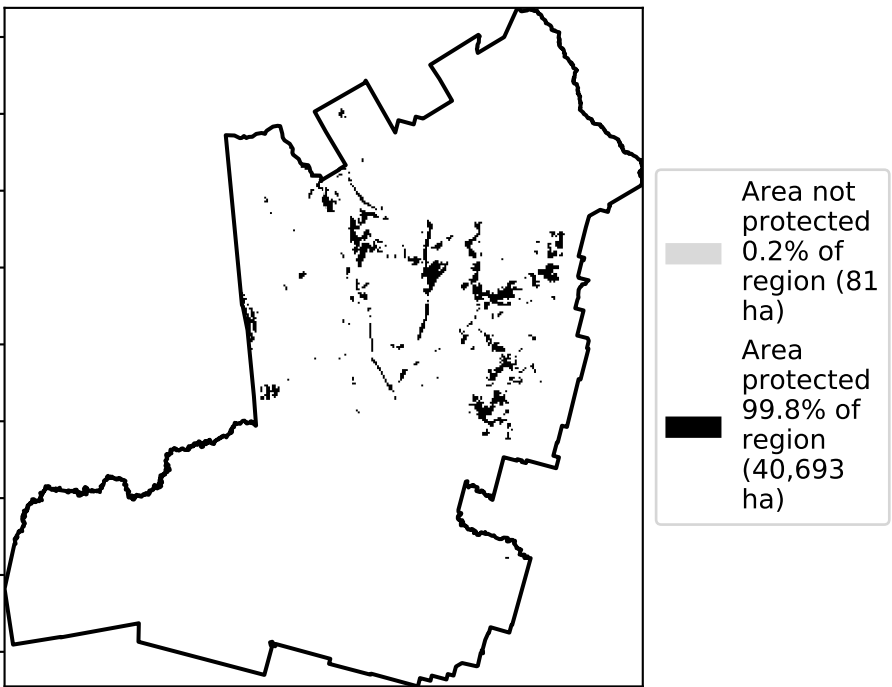 Area not
protected
0.2% of
region (81
ha)
Area
protected
99.8% of
region
(40,693
ha)